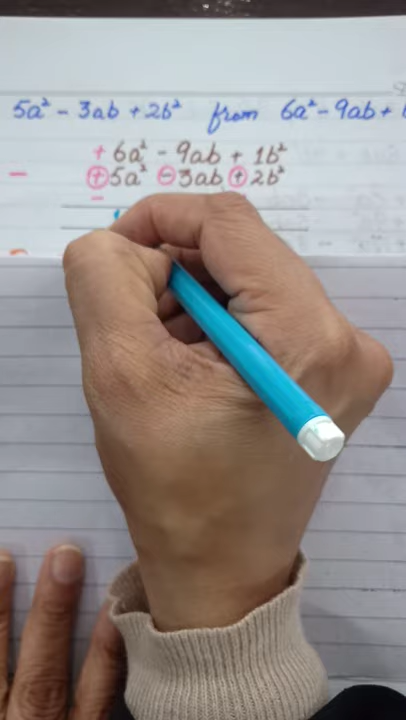 5a² - 3ab + 2b² from 6a² - 9ab + b
+ 6a² - 9ab + 1b²
- ⊕5a² ⊖3ab ⊕2b²
-